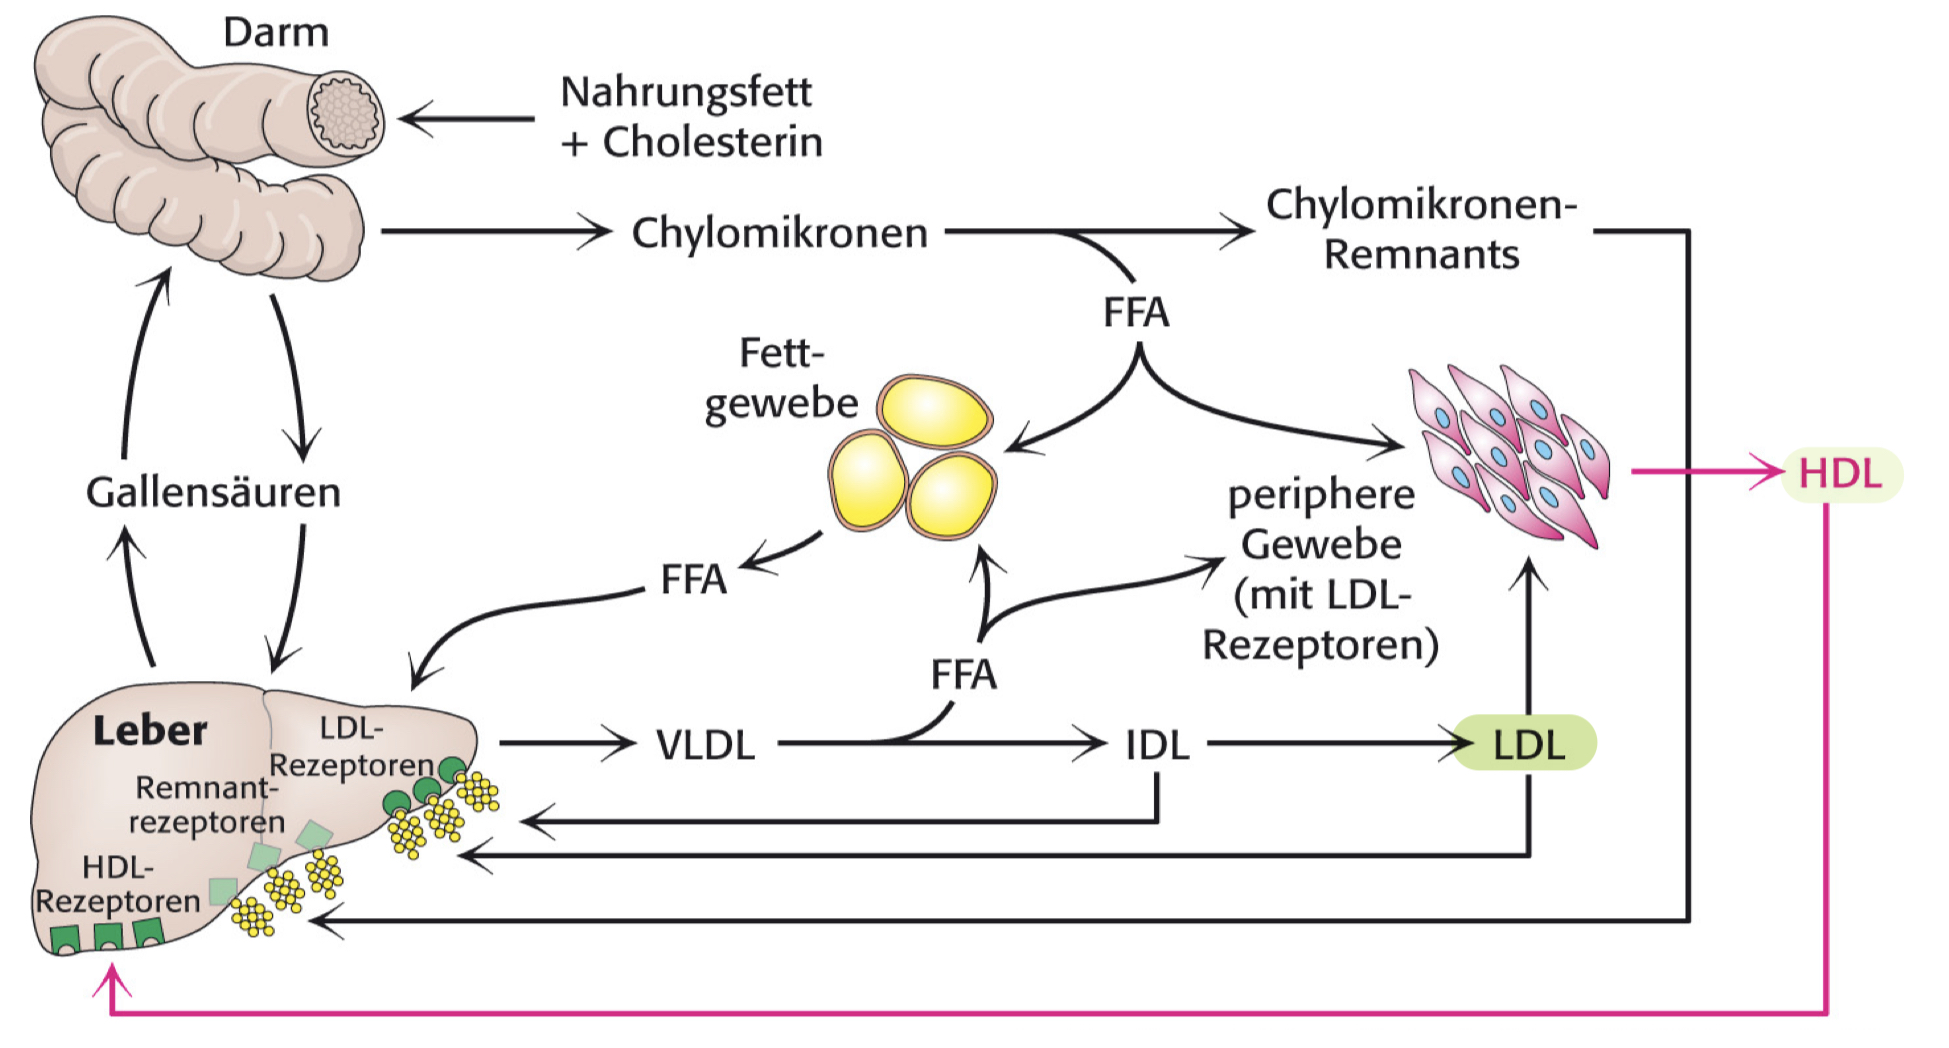 Darm
Nahrungsfett
+ Cholesterin
Chylomikronen
Chylomikronen-
Remnants
FFA
Fett-
gewebe
Gallensäuren
periphere
Gewebe
(mit LDL-
Rezeptoren)
HDL
FFA
FFA
Leber
LDL-
Rezeptoren
Remnant-
rezeptoren
HDL-
Rezeptoren
VLDL
IDL
LDL